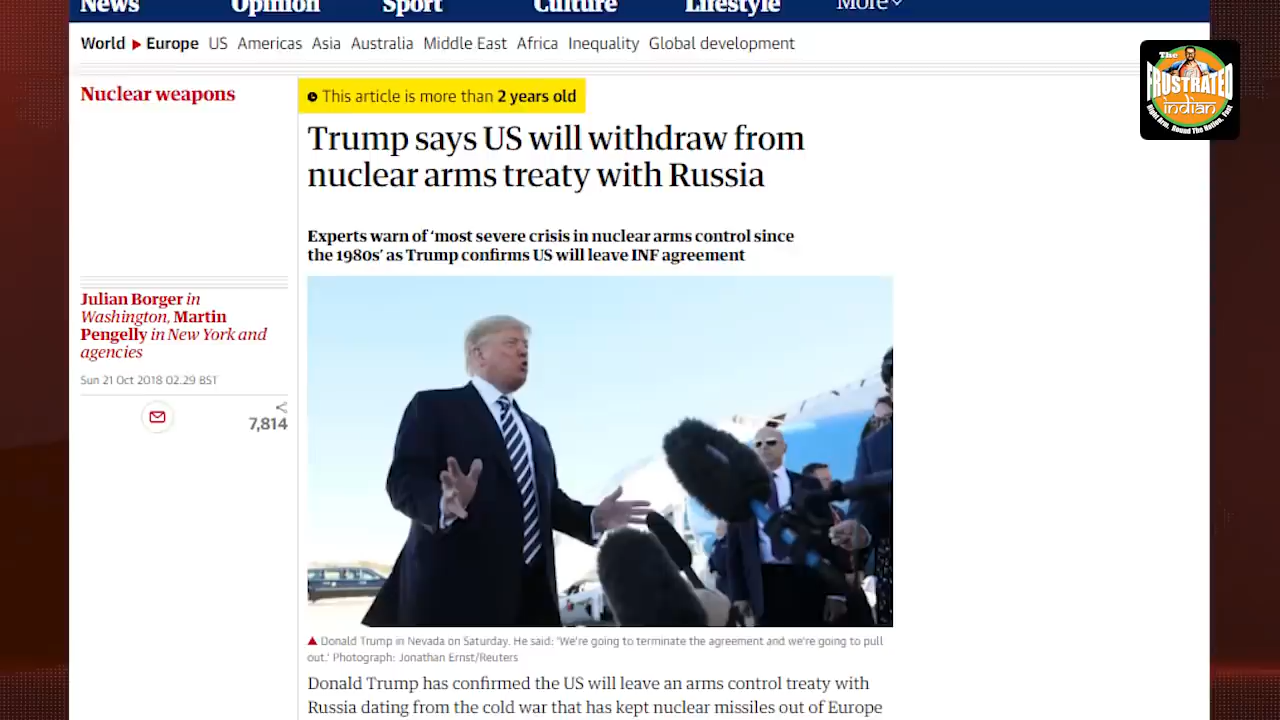 News Opinion Sport Culture Lifestyle More
World Europe US Americas Asia Australia Middle East Africa Inequality Global development
The
FRUSTRATED
indian
Right Arm, Round The Nation, Fast
Nuclear weapons
This article is more than 2 years old
Trump says US will withdraw from
nuclear arms treaty with Russia
Experts warn of ‘most severe crisis in nuclear arms control since
the 1980s’ as Trump confirms US will leave INF agreement
Julian Borger in
Washington, Martin
Pengelly in New York and
agencies
Sun 21 Oct 2018 02.29 BST
7,814
Donald Trump in Nevada on Saturday. He said: ‘We’re going to terminate the agreement and we’re going to pull
out.’ Photograph: Jonathan Ernst/Reuters
Donald Trump has confirmed the US will leave an arms control treaty with
Russia dating from the cold war that has kept nuclear missiles out of Europe